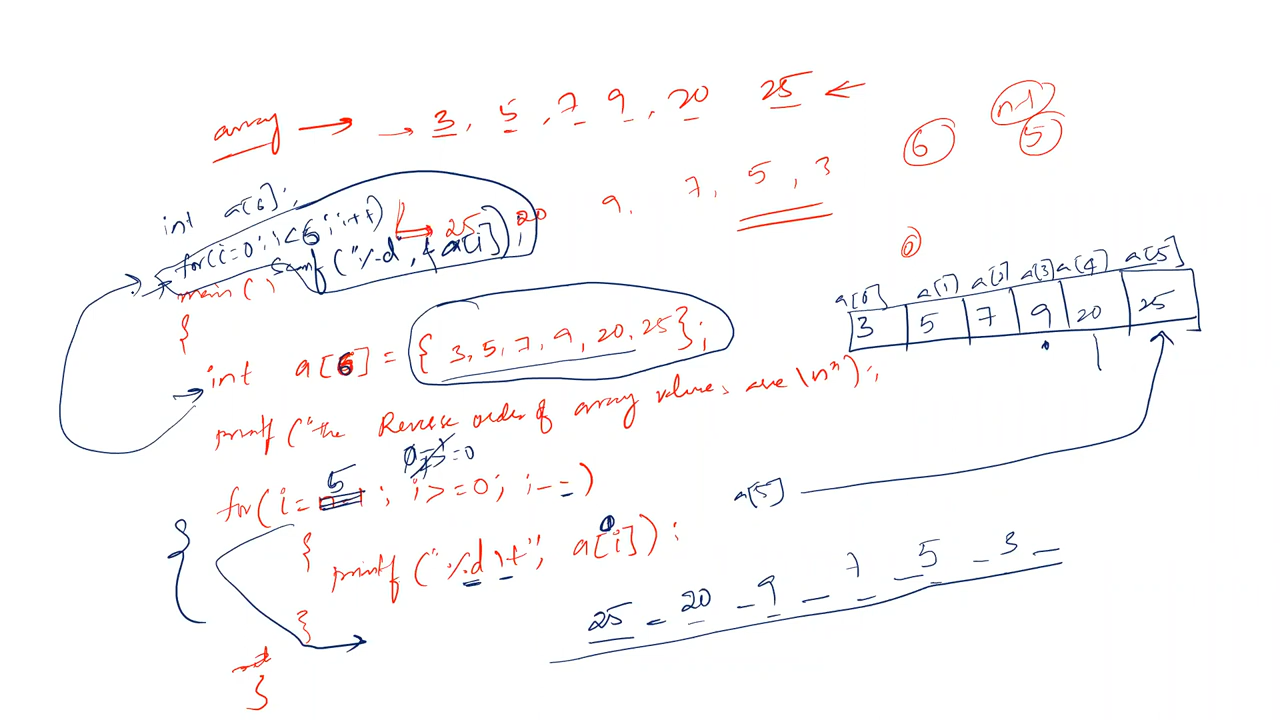 array → → 3, 5, 7 9, 20 25 ←
6 n-1
5
25, 20 9, 7, 5, 3
int a[6];
for(i=0; i<6; i++)
scanf ("%d", & a[i]);
main ()
{
int a[6] = { 3, 5, 7, 9, 20, 25 };
printf ("the Reverse order of array values are \n");
for(i=5; i>=0; i--)
{
printf ("%d \t", a[i]);
}
}
0
a[0] a[1] a[2] a[3] a[4] a[5]
3 5 7 9 20 25
a[5]
25 - 20 - 9 - 7 - 5 - 3 -